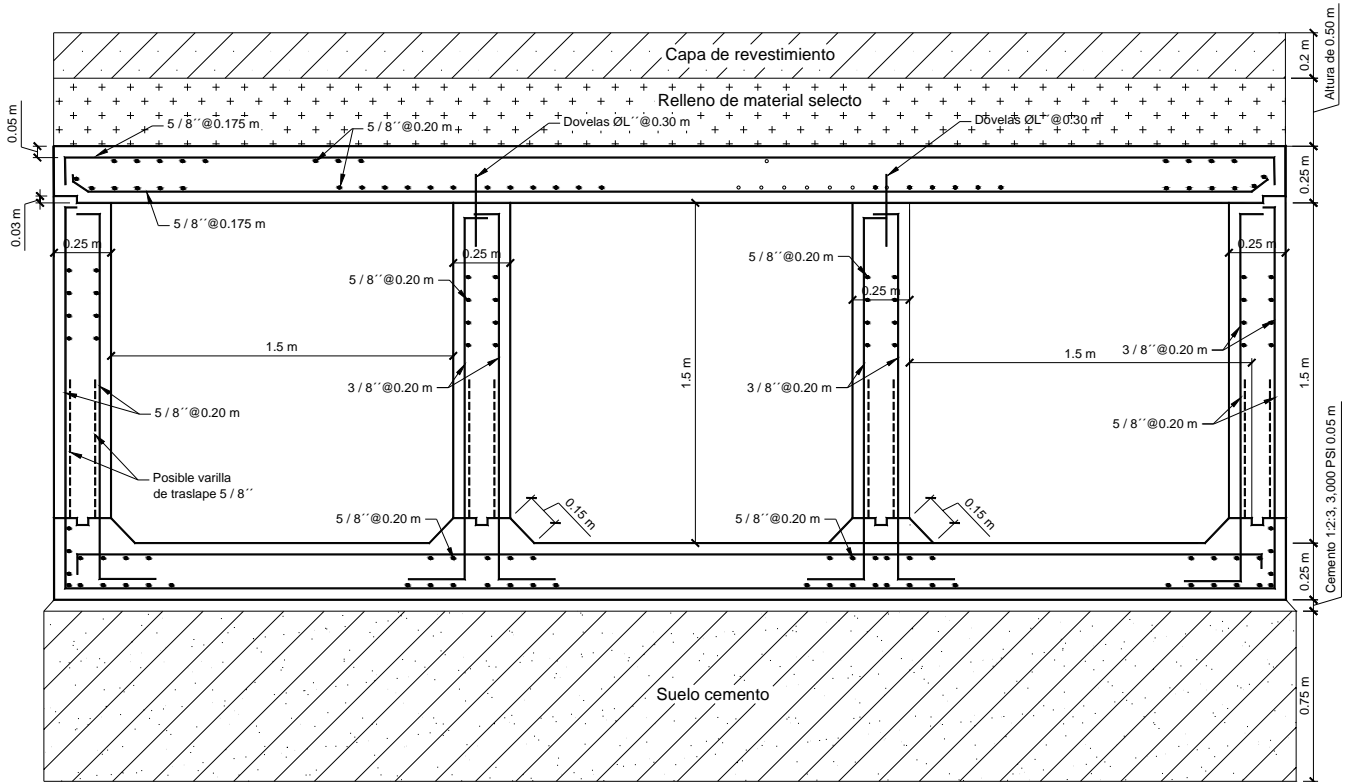 Capa de revestimiento
0.2 m
Altura de 0.50 m
Relleno de material selecto
0.05 m
5 / 8´´@0.175 m
5 / 8´´@0.20 m
Dovelas ØL´´@0.30 m
Dovelas ØL´´@0.30 m
0.25 m
0.03 m
5 / 8´´@0.175 m
0.25 m
0.25 m
5 / 8´´@0.20 m
5 / 8´´@0.20 m
0.25 m
0.25 m
1.5 m
3 / 8´´@0.20 m
1.5 m
3 / 8´´@0.20 m
1.5 m
3 / 8´´@0.20 m
1.5 m
5 / 8´´@0.20 m
5 / 8´´@0.20 m
Posible varilla
de traslape 5 / 8´´
5 / 8´´@0.20 m
0.15 m
5 / 8´´@0.20 m
0.15 m
0.25 m
Cemento 1:2:3, 3,000 PSI 0.05 m
Suelo cemento
0.75 m